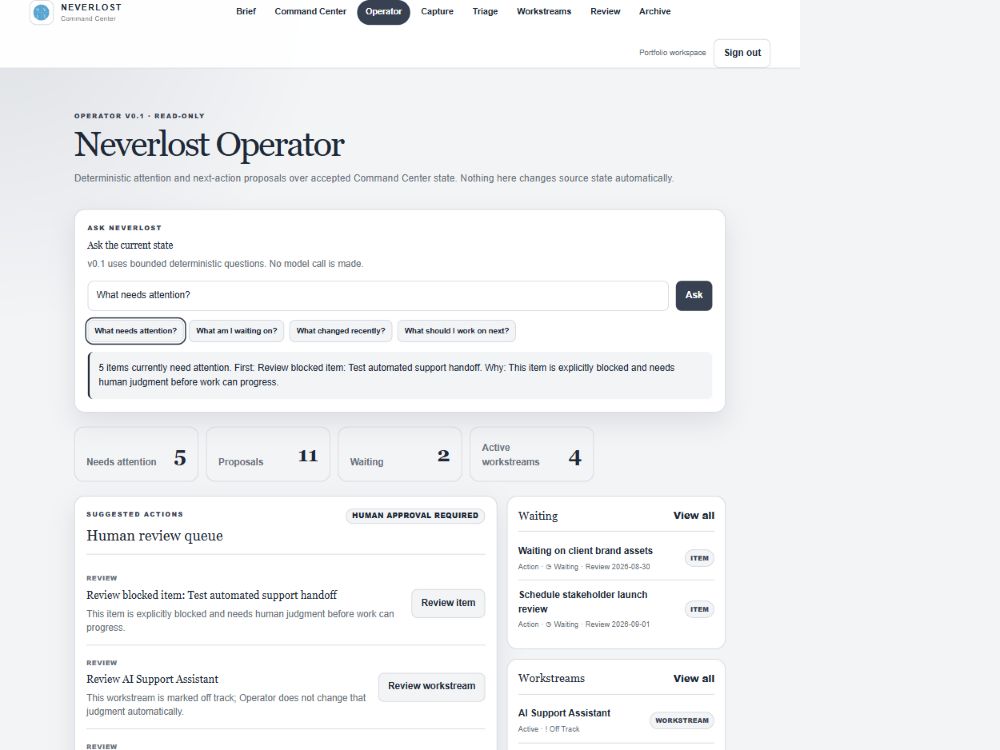 NEVERLOST
Command Center
Brief Command Center Operator Capture Triage Workstreams Review Archive
Portfolio workspace Sign out
OPERATOR V0.1 · READ-ONLY
Neverlost Operator
Deterministic attention and next-action proposals over accepted Command Center state. Nothing here changes source state automatically.
ASK NEVERLOST
Ask the current state
v0.1 uses bounded deterministic questions. No model call is made.
What needs attention? Ask
What needs attention? What am I waiting on? What changed recently? What should I work on next?
5 items currently need attention. First: Review blocked item: Test automated support handoff. Why: This item is explicitly blocked and needs
human judgment before work can progress.
Needs attention 5
Proposals 11
Waiting 2
Active
workstreams 4
SUGGESTED ACTIONS HUMAN APPROVAL REQUIRED
Human review queue
REVIEW
Review blocked item: Test automated support handoff
This item is explicitly blocked and needs human judgment before work can
progress.
Review item
REVIEW
Review AI Support Assistant
This workstream is marked off track; Operator does not change that
judgment automatically.
Review workstream
REVIEW
Waiting View all
Waiting on client brand assets
Action · ◷ Waiting · Review 2026-08-30
ITEM
Schedule stakeholder launch
review
Action · ◷ Waiting · Review 2026-09-01
ITEM
Workstreams View all
AI Support Assistant
Active · ! Off Track
WORKSTREAM